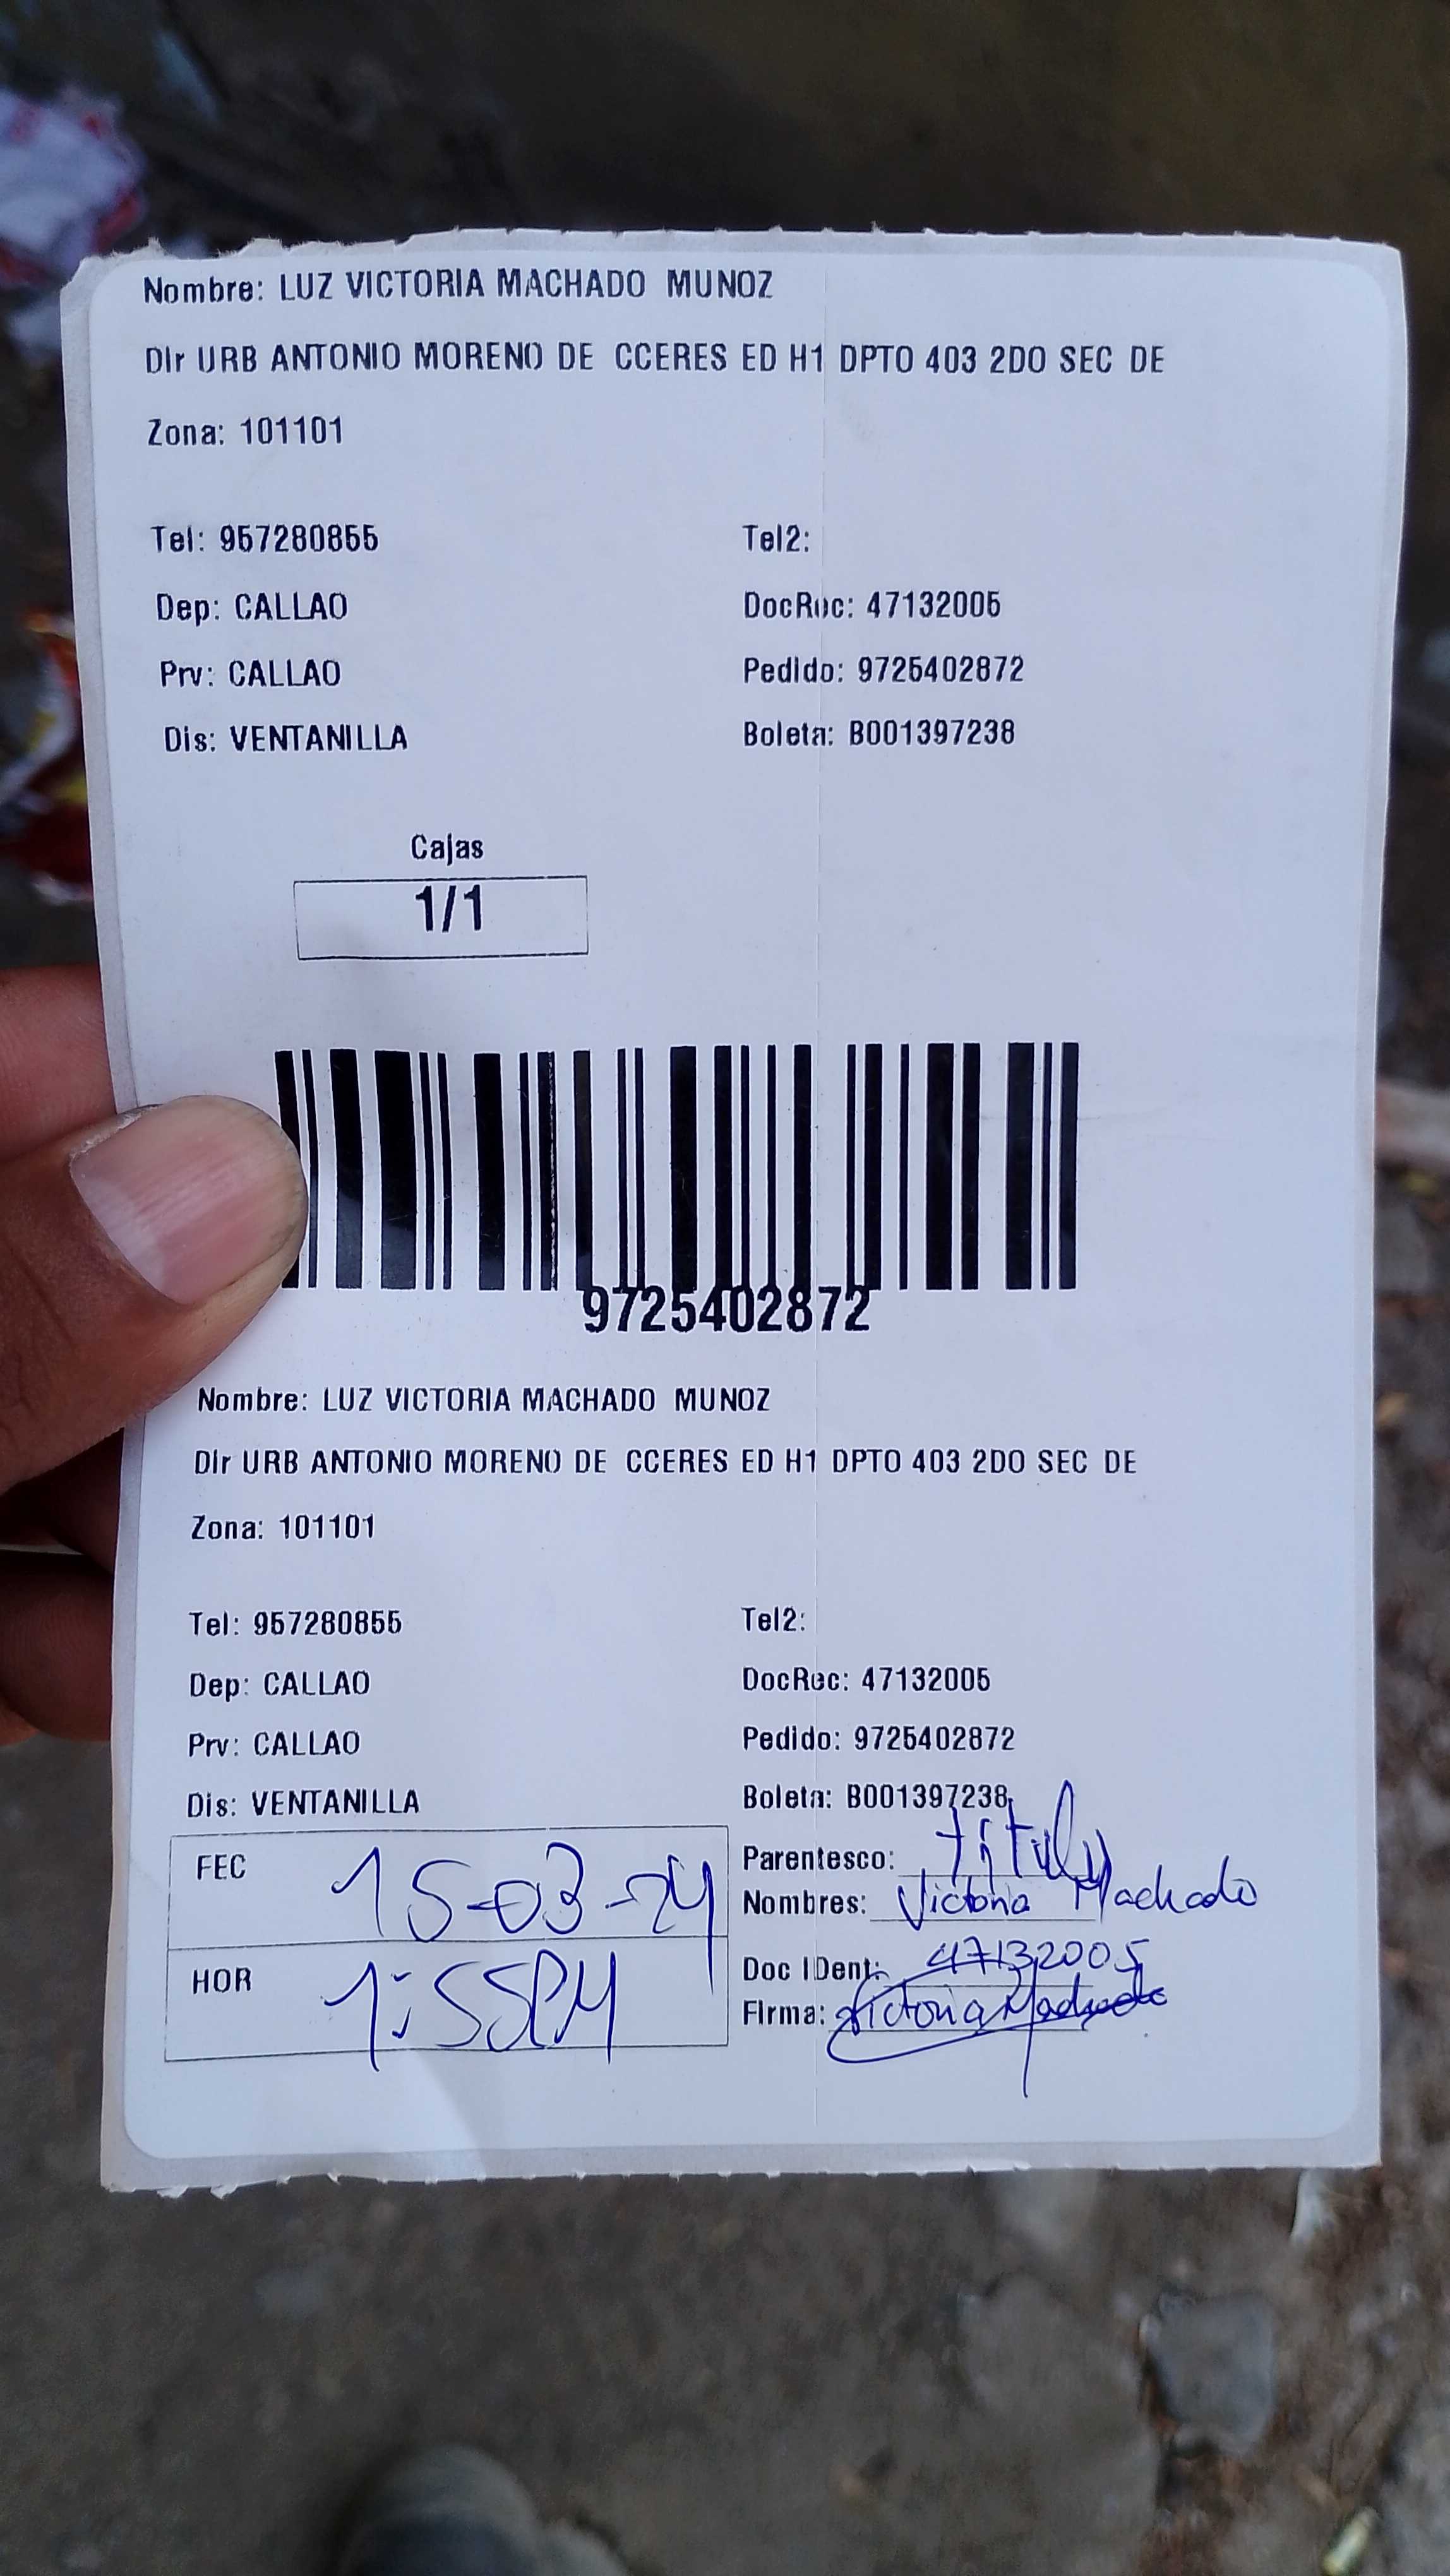 Nombre: LUZ VICTORIA MACHADO MUNOZ
Dir URB ANTONIO MORENO DE CCERES ED H1 DPTO 403 2DO SEC DE
Zona: 101101
Tel: 957280855 Tel2:
Dep: CALLAO DocRec: 47132005
Prv: CALLAO Pedido: 9725402872
Dis: VENTANILLA Boleta: B001397238
Cajas
1/1
9725402872
Nombre: LUZ VICTORIA MACHADO MUNOZ
Dir URB ANTONIO MORENO DE CCERES ED H1 DPTO 403 2DO SEC DE
Zona: 101101
Tel: 957280855 Tel2:
Dep: CALLAO DocRec: 47132005
Prv: CALLAO Pedido: 9725402872
Dis: VENTANILLA Boleta: B001397238
FEC 15-03-24 Parentesco: titular
Nombres: Victoria Machado
HOR 1:55PM Doc IDent: 47132005
Firma: Victoria Machado